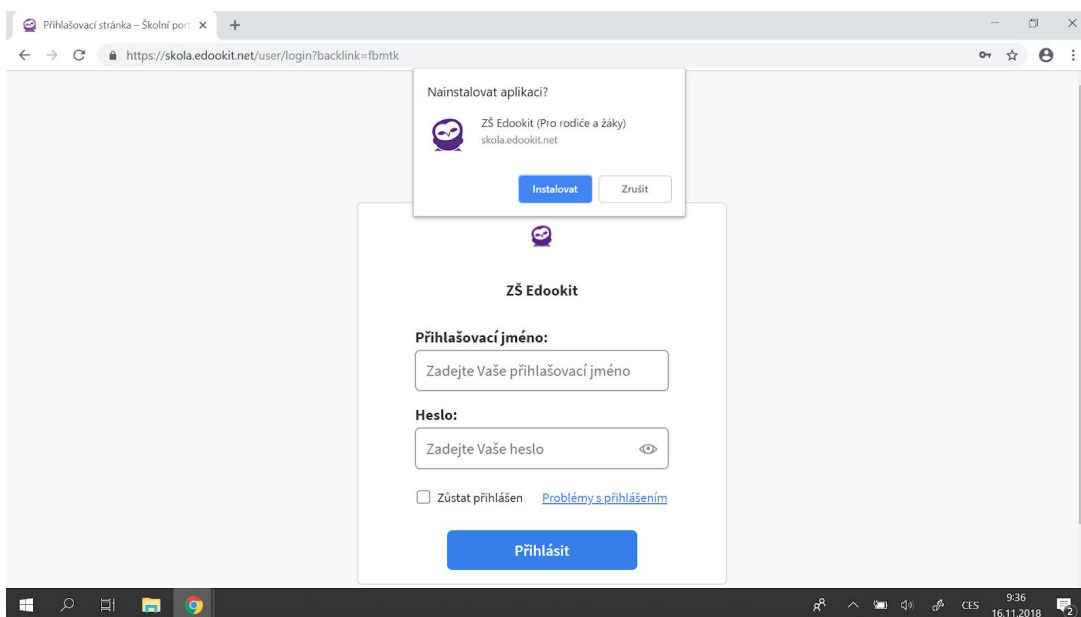 Přihlašovací stránka – Školní port
https://skola.edookit.net/user/login?backlink=fbmtk
Nainstalovat aplikaci?
ZŠ Edookit (Pro rodiče a žáky)
skola.edookit.net
Instalovat Zrušit
ZŠ Edookit
Přihlašovací jméno:
Zadejte Vaše přihlašovací jméno
Heslo:
Zadejte Vaše heslo
Zůstat přihlášen Problémy s přihlášením
Přihlásit
CES
9:36
16.11.2018
2